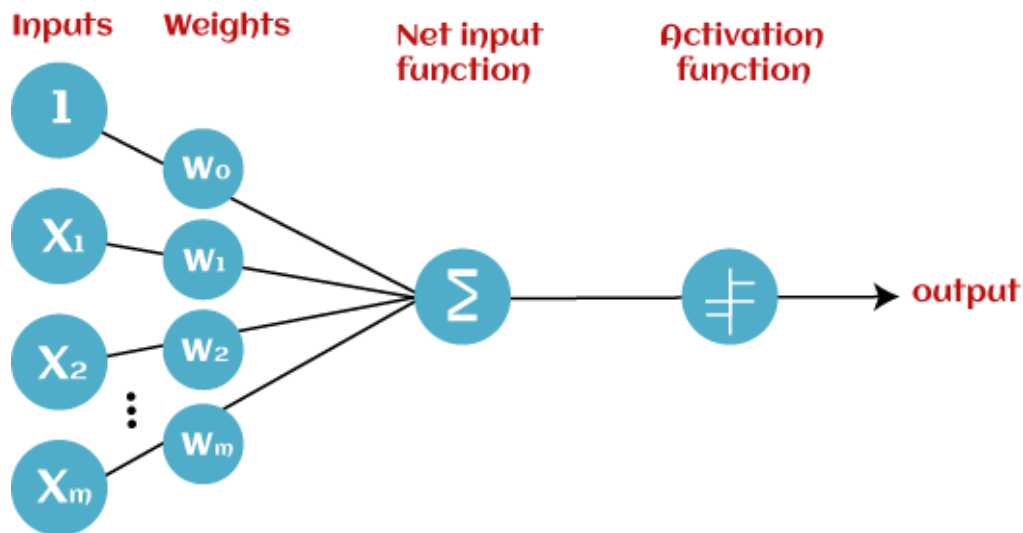 Inputs Weights
Net input
function
Activation
function
1
w₀
X₁
w₁
Σ
output
X₂
w₂
wₘ
Xₘ